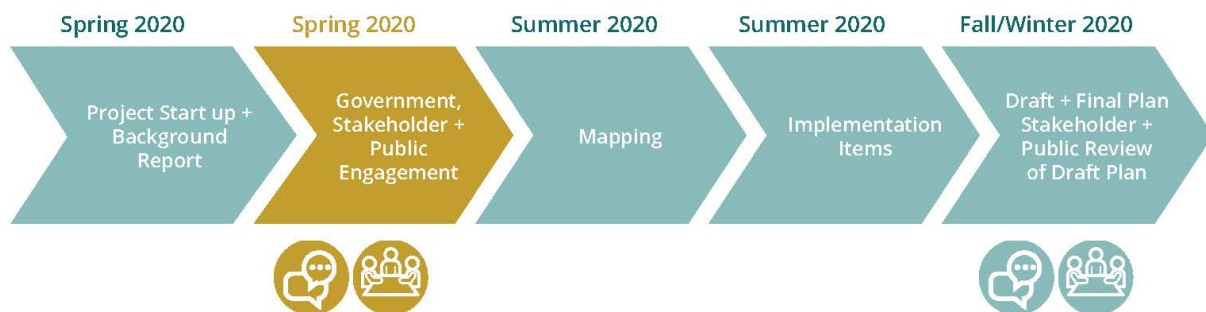 Spring 2020
Spring 2020
Summer 2020
Summer 2020
Fall/Winter 2020
Project Start up +
Background
Report
Government,
Stakeholder +
Public
Engagement
Mapping
Implementation
Items
Draft + Final Plan
Stakeholder +
Public Review
of Draft Plan